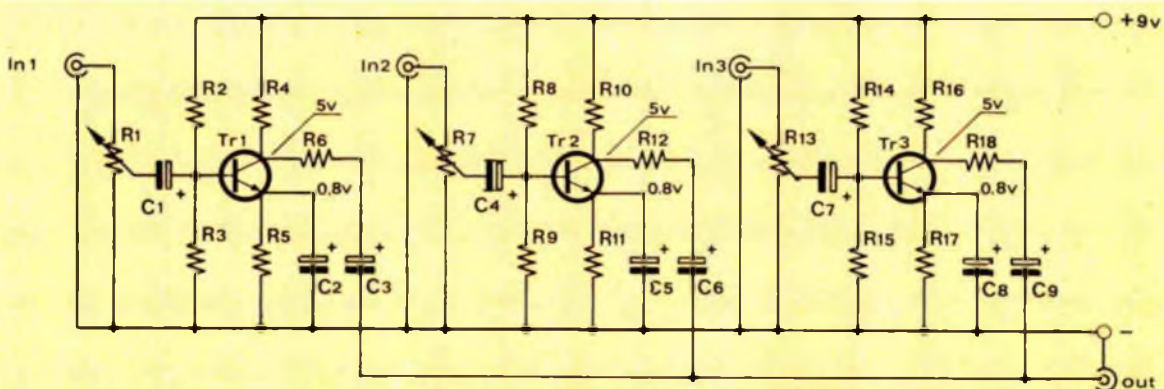 +9v
In1 In2 In3
R2 R4 R8 R10 R14 R16
5v 5v 5v
R1 Tr1 R6 R7 Tr2 R12 R13 Tr3 R18
0.8v 0.8v 0.8v
C1 + C4 + C7 +
R3 R5 + + R9 R11 + + R15 R17 + +
C2 C3 C5 C6 C8 C9
−
out